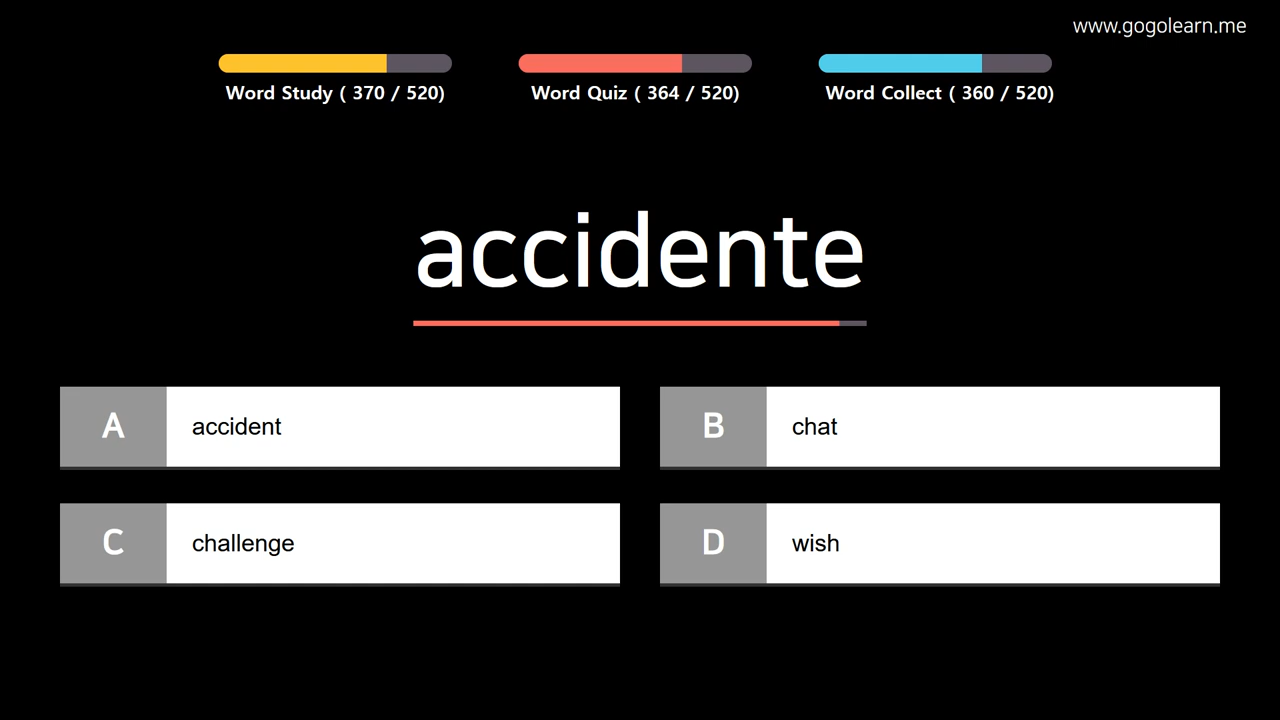 www.gogolearn.me
Word Study ( 370 / 520)
Word Quiz ( 364 / 520)
Word Collect ( 360 / 520)
accidente
A accident
B chat
C challenge
D wish